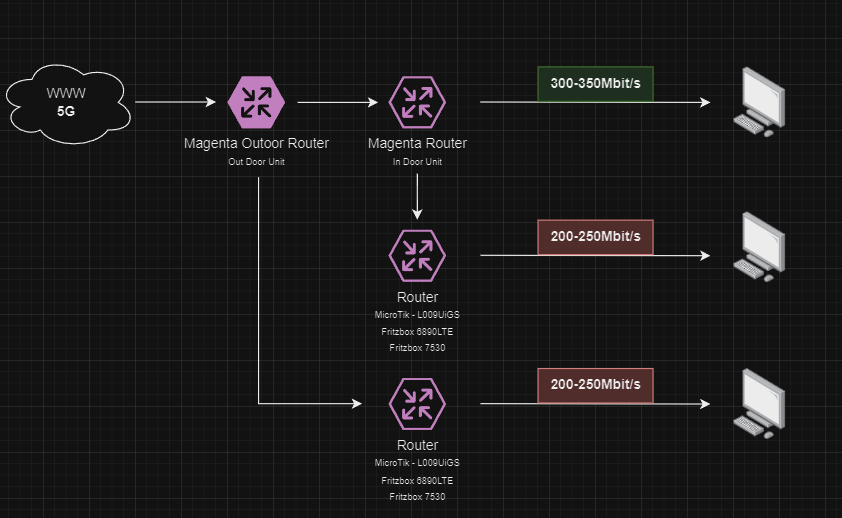 WWW
5G
Magenta Outoor Router
Out Door Unit
Magenta Router
In Door Unit
300-350Mbit/s
Router
MicroTik - L009UiGS
Fritzbox 6890LTE
Fritzbox 7530
200-250Mbit/s
Router
MicroTik - L009UiGS
Fritzbox 6890LTE
Fritzbox 7530
200-250Mbit/s